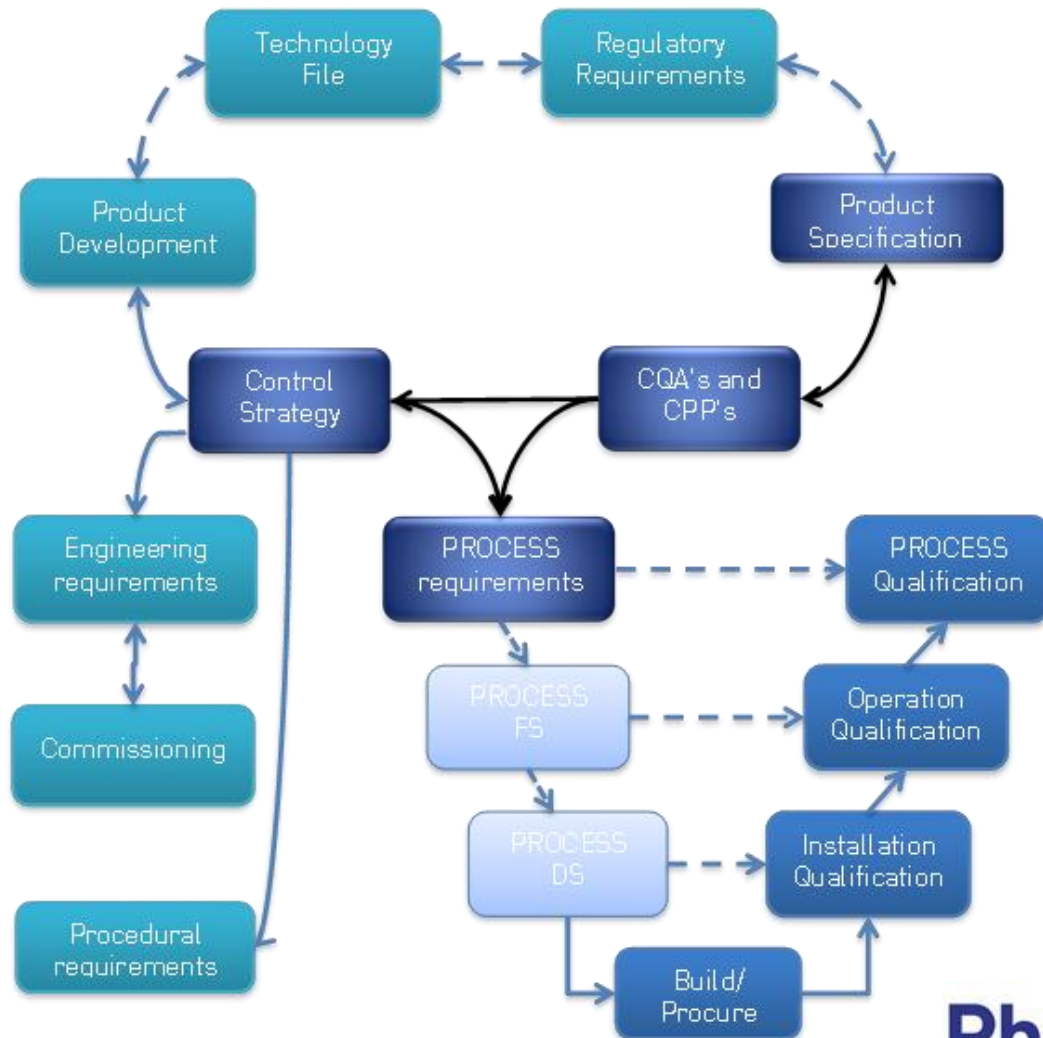 Technology
File
Regulatory
Requirements
Product
Development
Product
Specification
Control
Strategy
CQA's and
CPP's
Engineering
requirements
PROCESS
requirements
PROCESS
Qualification
PROCESS
FS
Operation
Qualification
Commissioning
PROCESS
DS
Installation
Qualification
Procedural
requirements
Build/
Procure